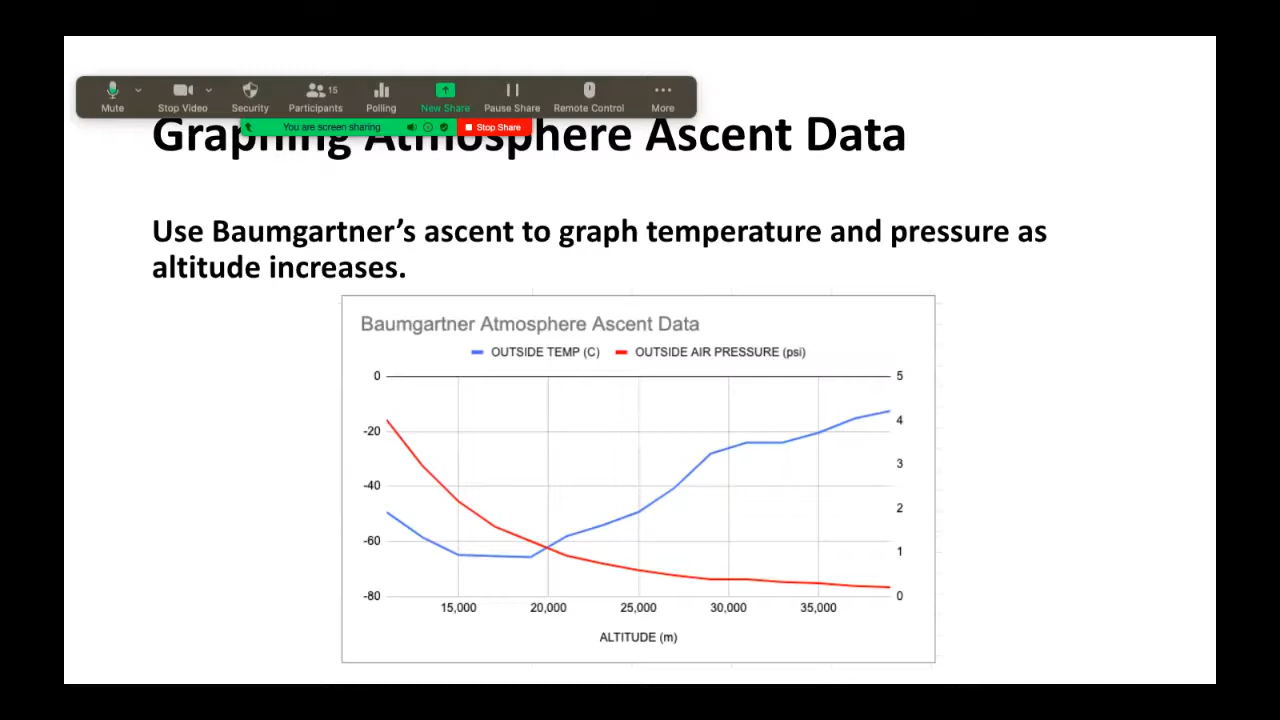 Mute
Stop Video
Security
Participants
15
Polling
New Share
Pause Share
Remote Control
More
You are screen sharing
Stop Share
Graphing Atmosphere Ascent Data
Use Baumgartner’s ascent to graph temperature and pressure as
altitude increases.
Baumgartner Atmosphere Ascent Data
OUTSIDE TEMP (C) OUTSIDE AIR PRESSURE (psi)
0
-20
-40
-60
-80
5
4
3
2
1
0
15,000 20,000 25,000 30,000 35,000
ALTITUDE (m)